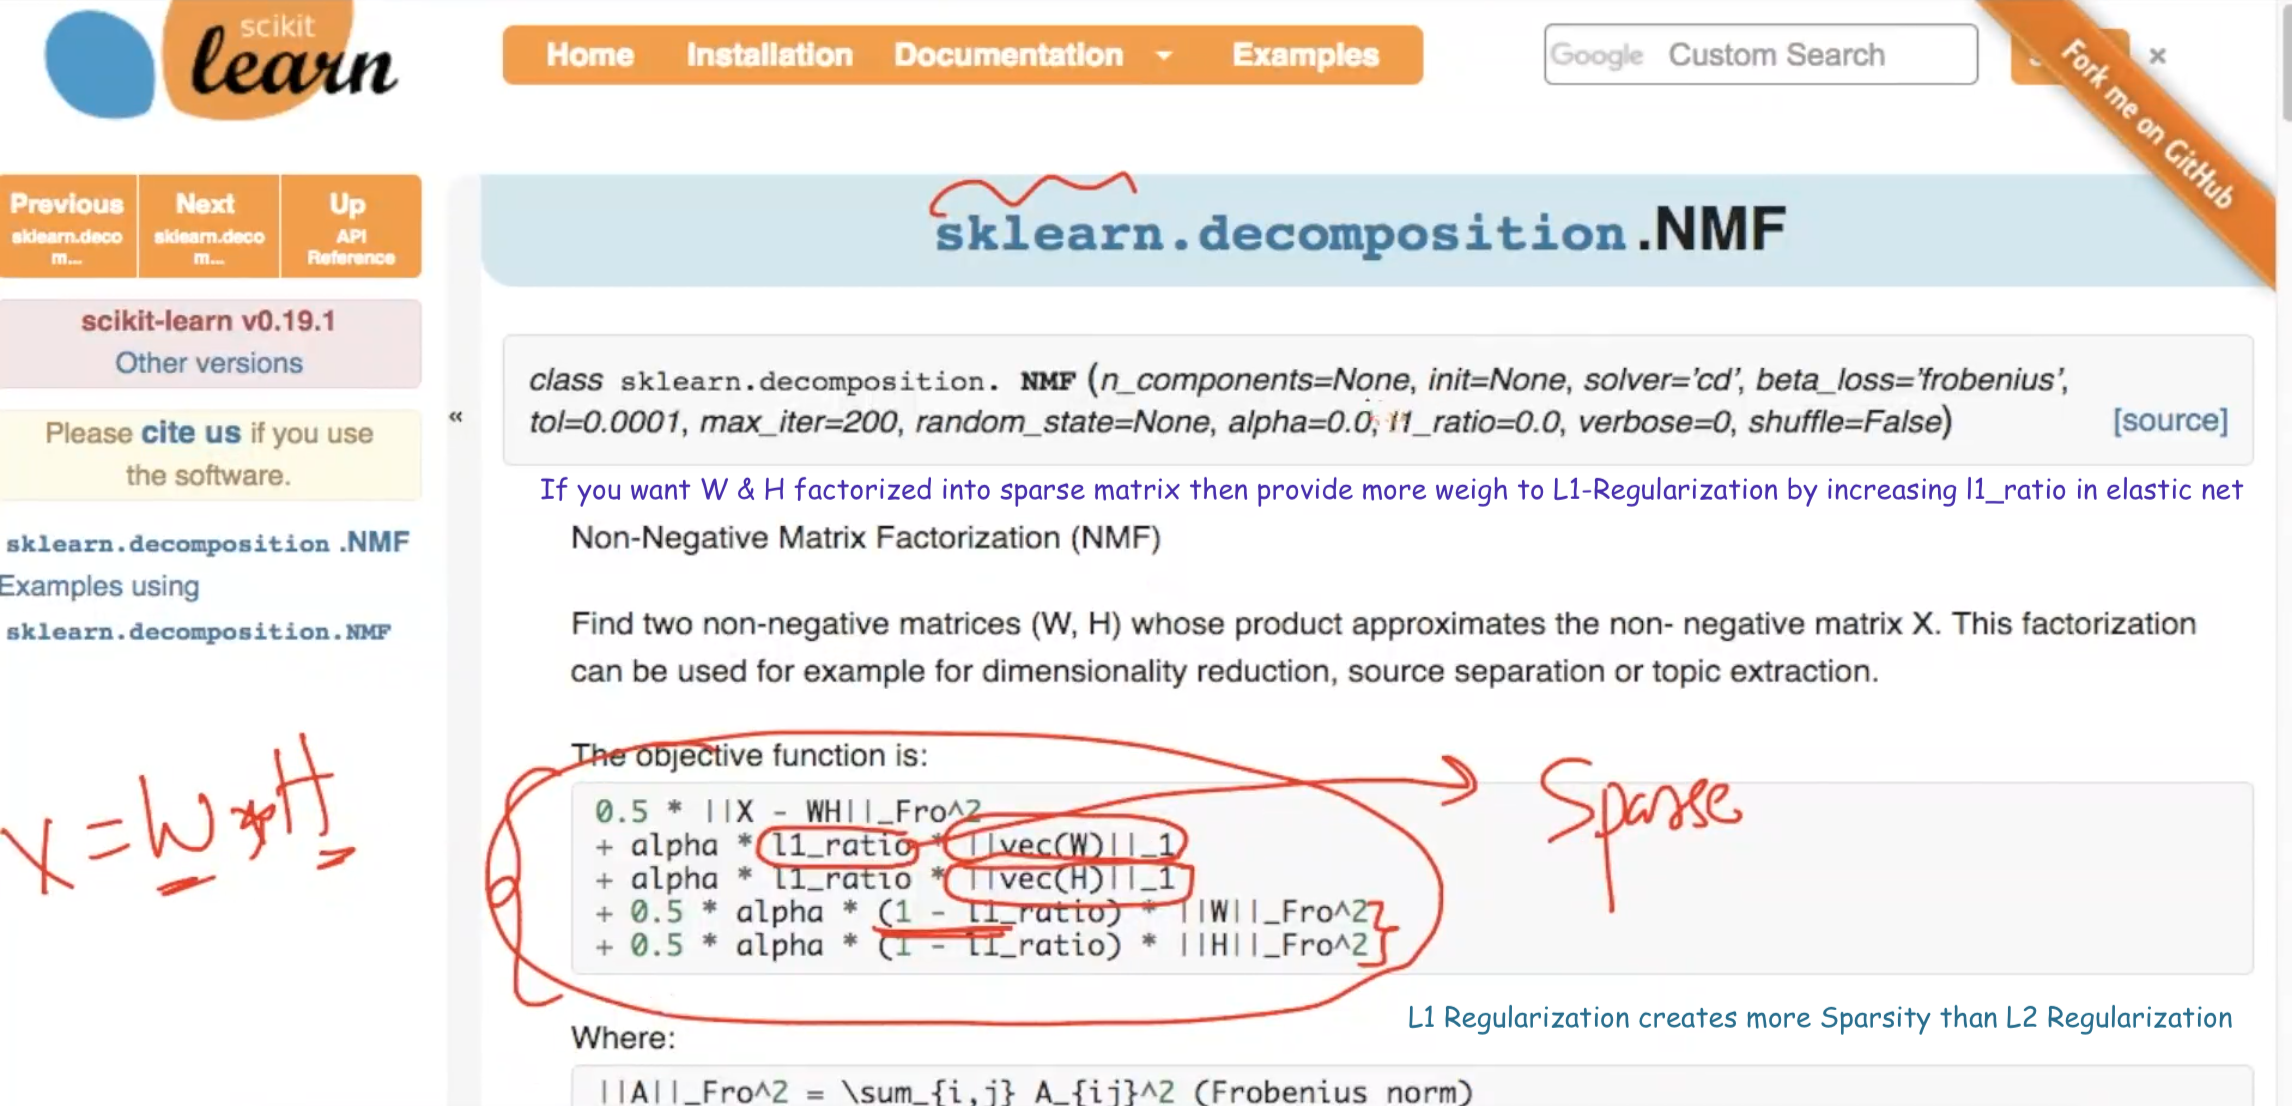 scikit
learn
Home Installation Documentation Examples
Google Custom Search
×
Fork me on GitHub
Previous
sklearn.deco
m...
Next
sklearn.deco
m...
Up
API
Reference
scikit-learn v0.19.1
Other versions
Please cite us if you use
the software.
«
sklearn.decomposition .NMF
Examples using
sklearn.decomposition.NMF
X = W * H
sklearn.decomposition .NMF
class sklearn.decomposition. NMF (n_components=None, init=None, solver='cd', beta_loss='frobenius',
tol=0.0001, max_iter=200, random_state=None, alpha=0.0, l1_ratio=0.0, verbose=0, shuffle=False) [source]
If you want W & H factorized into sparse matrix then provide more weigh to L1-Regularization by increasing l1_ratio in elastic net
Non-Negative Matrix Factorization (NMF)
Find two non-negative matrices (W, H) whose product approximates the non- negative matrix X. This factorization
can be used for example for dimensionality reduction, source separation or topic extraction.
The objective function is:
0.5 * ||X - WH||_Fro^2
+ alpha * l1_ratio * ||vec(W)||_1
+ alpha * l1_ratio * ||vec(H)||_1
+ 0.5 * alpha * (1 - l1_ratio) * ||W||_Fro^2
+ 0.5 * alpha * (1 - l1_ratio) * ||H||_Fro^2
Sparse
L1 Regularization creates more Sparsity than L2 Regularization
Where:
||A||_Fro^2 = \sum_{i,j} A_{ij}^2 (Frobenius norm)